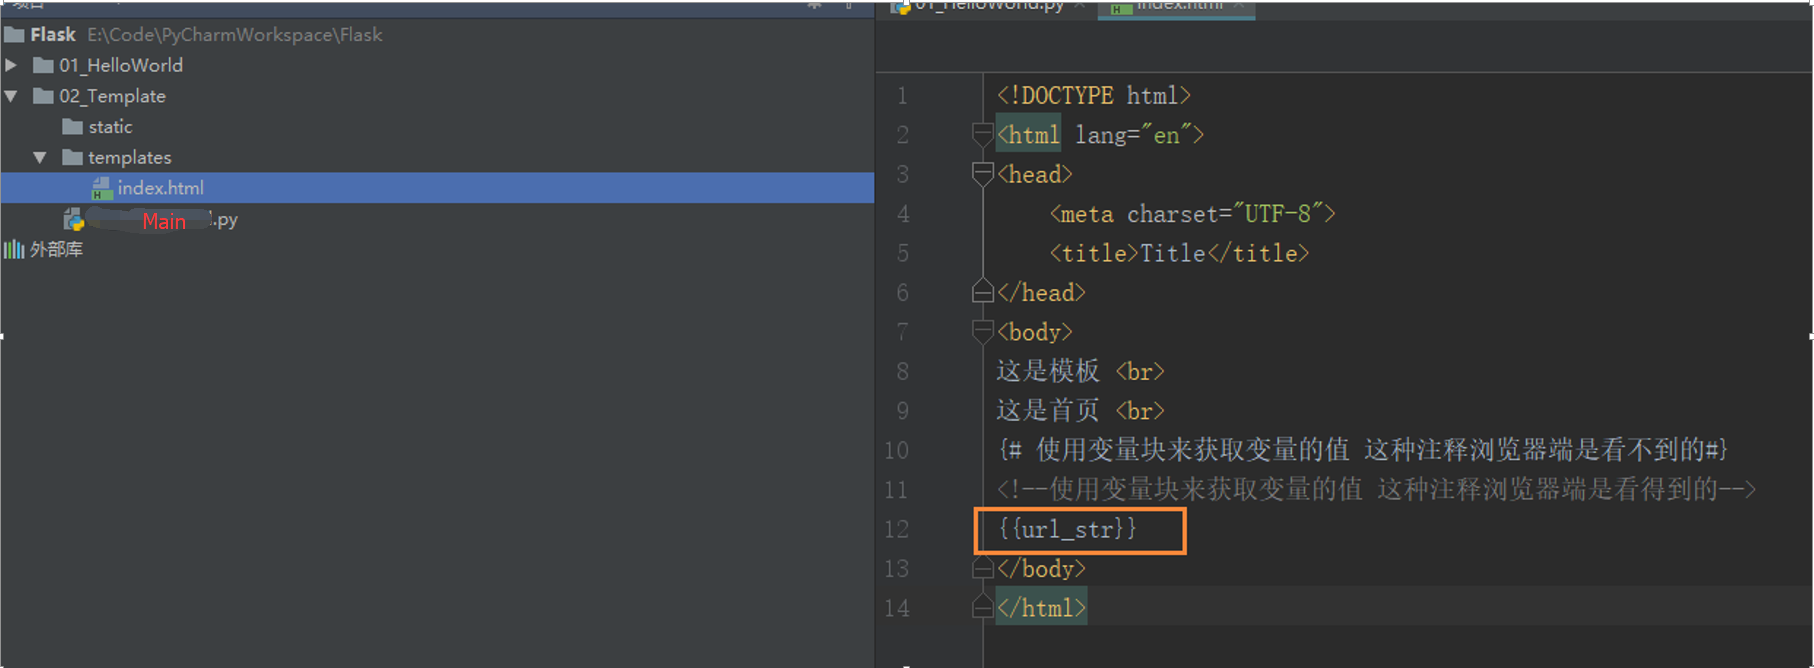 项目
Flask E:\Code\PyCharmWorkspace\Flask
01_HelloWorld
02_Template
static
templates
index.html
Main .py
外部库
01_HelloWorld.py × index.html ×
1 <!DOCTYPE html>
2 <html lang="en">
3 <head>
4 <meta charset="UTF-8">
5 <title>Title</title>
6 </head>
7 <body>
8 这是模板 <br>
9 这是首页 <br>
10 {# 使用变量块来获取变量的值 这种注释浏览器端是看不到的#}
11 <!--使用变量块来获取变量的值 这种注释浏览器端是看得到的-->
12 {{url_str}}
13 </body>
14 </html>